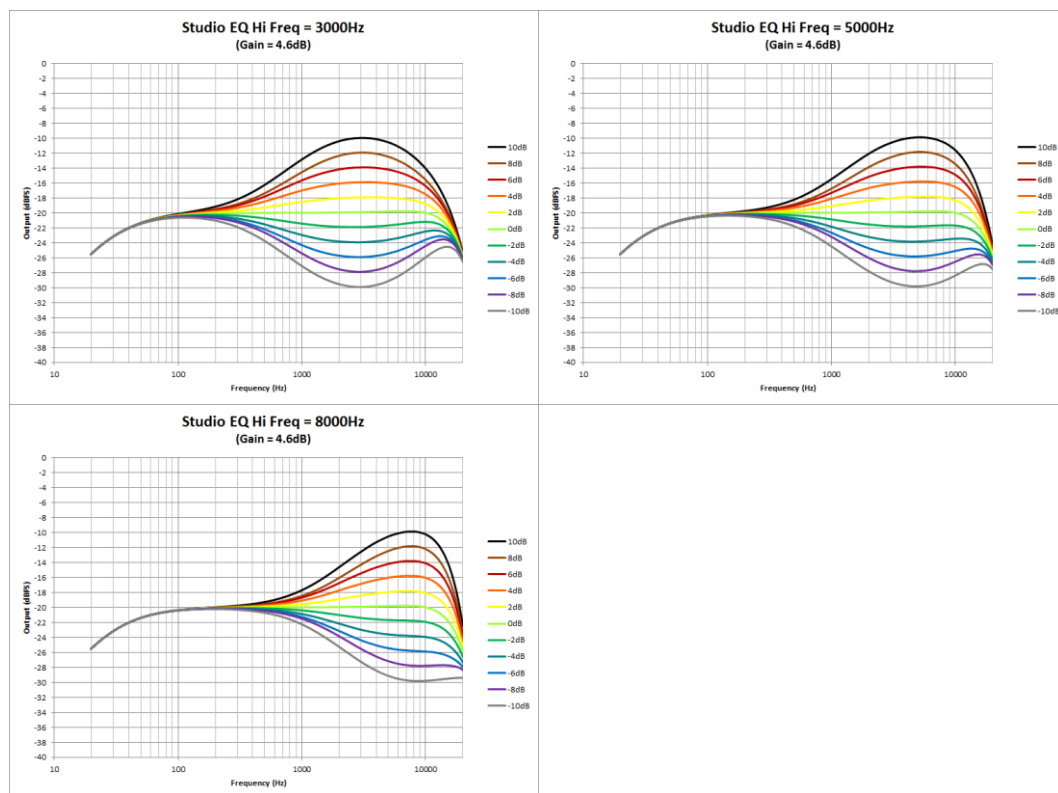 Studio EQ Hi Freq = 3000Hz
(Gain = 4.6dB)
0
-2
-4
-6
-8
-10
-12
-14
-16
-18
-20
-22
-24
-26
-28
-30
-32
-34
-36
-38
-40
Output (dBFS)
10
100
1000
10000
Frequency (Hz)
10dB
8dB
6dB
4dB
2dB
0dB
-2dB
-4dB
-6dB
-8dB
-10dB
Studio EQ Hi Freq = 5000Hz
(Gain = 4.6dB)
0
-2
-4
-6
-8
-10
-12
-14
-16
-18
-20
-22
-24
-26
-28
-30
-32
-34
-36
-38
-40
Output (dBFS)
10
100
1000
10000
Frequency (Hz)
10dB
8dB
6dB
4dB
2dB
0dB
-2dB
-4dB
-6dB
-8dB
-10dB
Studio EQ Hi Freq = 8000Hz
(Gain = 4.6dB)
0
-2
-4
-6
-8
-10
-12
-14
-16
-18
-20
-22
-24
-26
-28
-30
-32
-34
-36
-38
-40
Output (dBFS)
10
100
1000
10000
Frequency (Hz)
10dB
8dB
6dB
4dB
2dB
0dB
-2dB
-4dB
-6dB
-8dB
-10dB